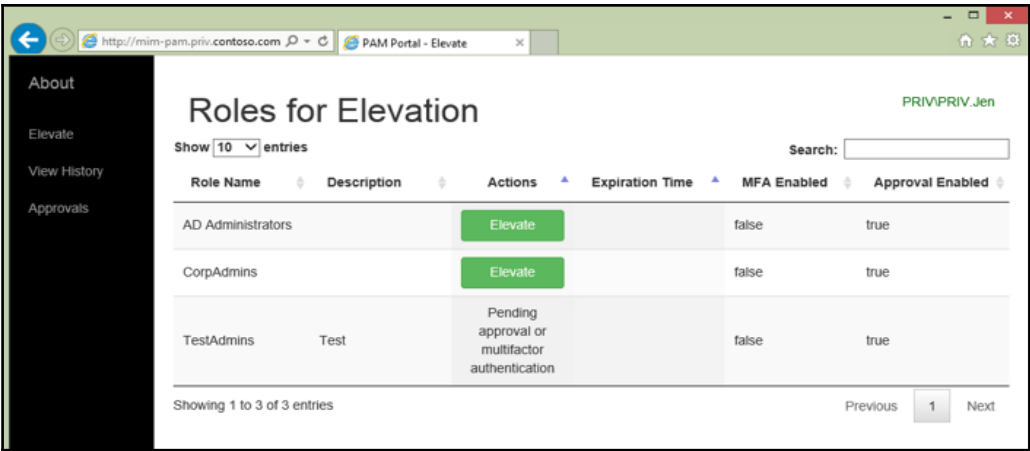 http://mim-pam.priv.contoso.com
PAM Portal - Elevate
About
Elevate
View History
Approvals
PRIV\PRIV.Jen
Roles for Elevation
Show 10 entries
Search:
Role Name Description Actions Expiration Time MFA Enabled Approval Enabled
AD Administrators Elevate false true
CorpAdmins Elevate false true
TestAdmins Test Pending approval or multifactor authentication false true
Showing 1 to 3 of 3 entries
Previous 1 Next